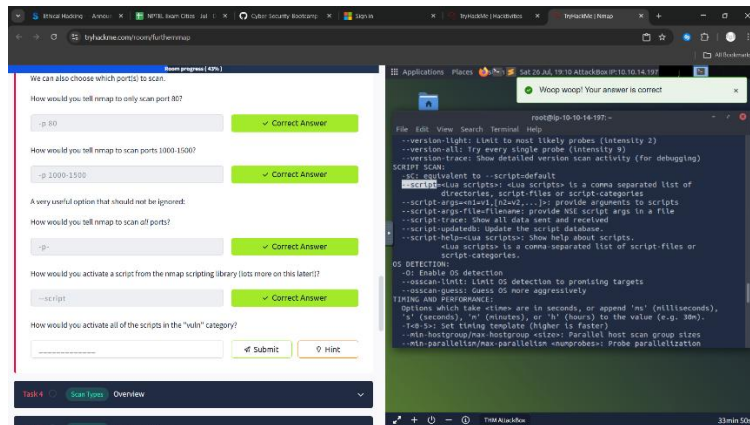 Ethical Hacking
Announ
NPTEL Exam Cities
Cyber Security Bootcamp
Sign in
TryHackMe | Hacktivities
TryHackMe | Nmap
tryhackme.com/room/furthernmap
All Bookmarks
Room progress ( 43% )
We can also choose which port(s) to scan.
How would you tell nmap to only scan port 80?
-p 80
Correct Answer
How would you tell nmap to scan ports 1000-1500?
-p 1000-1500
Correct Answer
A very useful option that should not be ignored:
How would you tell nmap to scan all ports?
-p-
Correct Answer
How would you activate a script from the nmap scripting library (lots more on this later!)?
--script
Correct Answer
How would you activate all of the scripts in the "vuln" category?
_____________
Submit
Hint
Task 4
Scan Types
Overview
Applications Places
Sat 26 Jul, 19:10 AttackBox IP:10.10.14.197
Woop woop! Your answer is correct
root@ip-10-10-14-197: ~
File Edit View Search Terminal Help
--version-light: Limit to most likely probes (intensity 2)
--version-all: Try every single probe (intensity 9)
--version-trace: Show detailed version scan activity (for debugging)
SCRIPT SCAN:
-sC: equivalent to --script=default
--script=<Lua scripts>: <Lua scripts> is a comma separated list of
directories, script-files or script-categories
--script-args=<n1=v1,[n2=v2,...]>: provide arguments to scripts
--script-args-file=filename: provide NSE script args in a file
--script-trace: Show all data sent and received
--script-updatedb: Update the script database.
--script-help=<Lua scripts>: Show help about scripts.
<Lua scripts> is a comma-separated list of script-files or
script-categories.
OS DETECTION:
-O: Enable OS detection
--osscan-limit: Limit OS detection to promising targets
--osscan-guess: Guess OS more aggressively
TIMING AND PERFORMANCE:
Options which take <time> are in seconds, or append 'ms' (milliseconds),
's' (seconds), 'm' (minutes), or 'h' (hours) to the value (e.g. 30m).
-T<0-5>: Set timing template (higher is faster)
--min-hostgroup/max-hostgroup <size>: Parallel host scan group sizes
--min-parallelism/max-parallelism <numprobes>: Probe parallelization
THM AttackBox
33min 50s